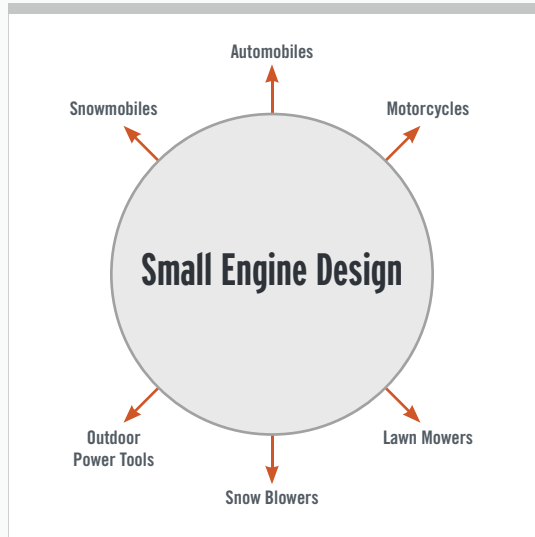 Automobiles
Snowmobiles
Motorcycles
Small Engine Design
Outdoor
Power Tools
Lawn Mowers
Snow Blowers